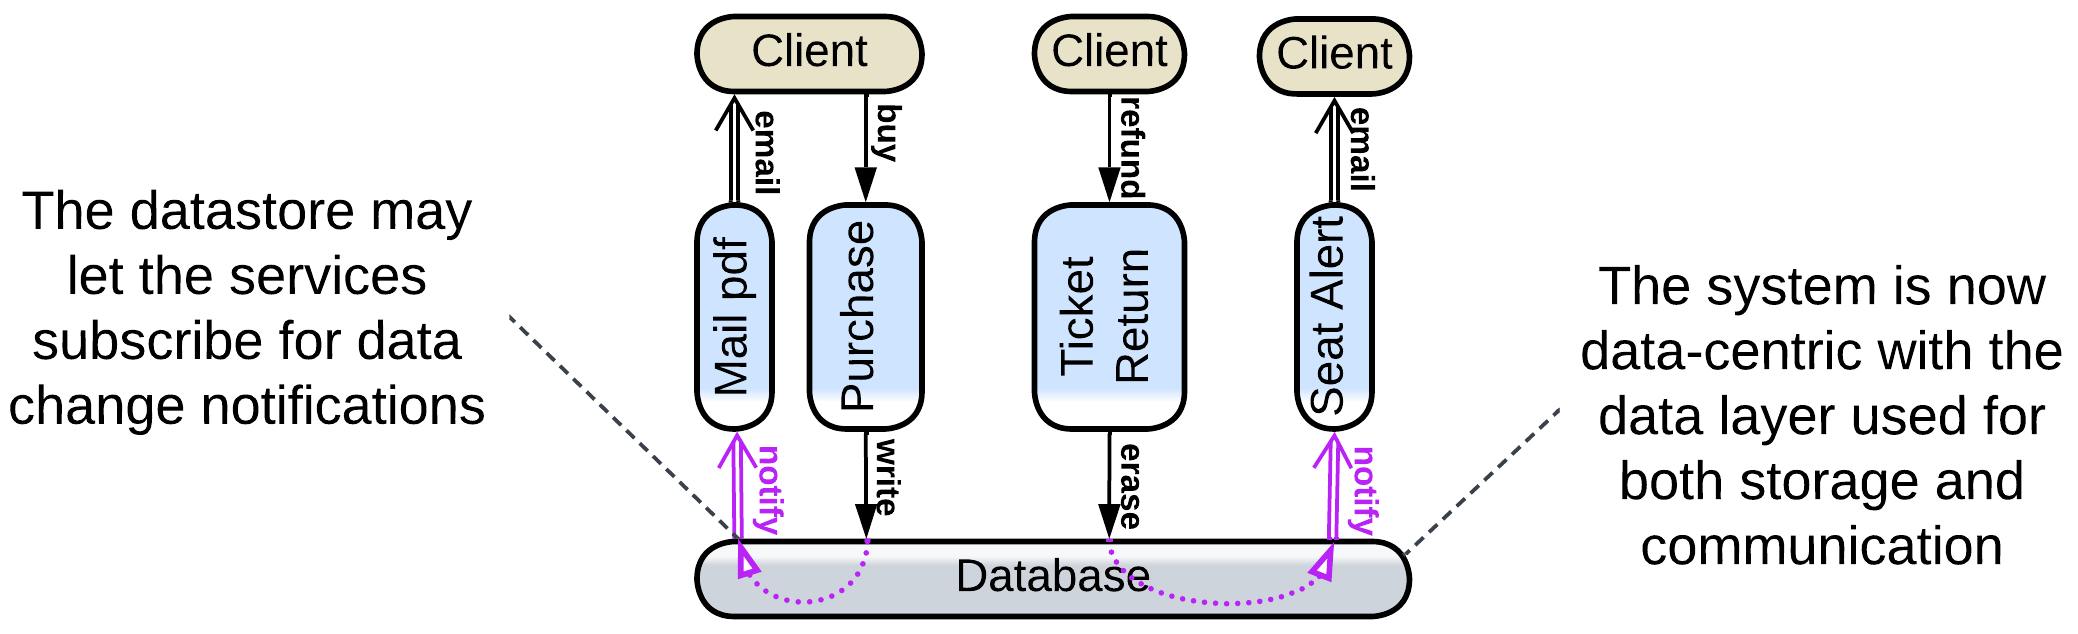 Client
Client
Client
email
buy
refund
email
The datastore may
let the services
subscribe for data
change notifications
Mail pdf
Purchase
Ticket
Return
Seat Alert
The system is now
data-centric with the
data layer used for
both storage and
communication
notify
write
erase
notify
Database